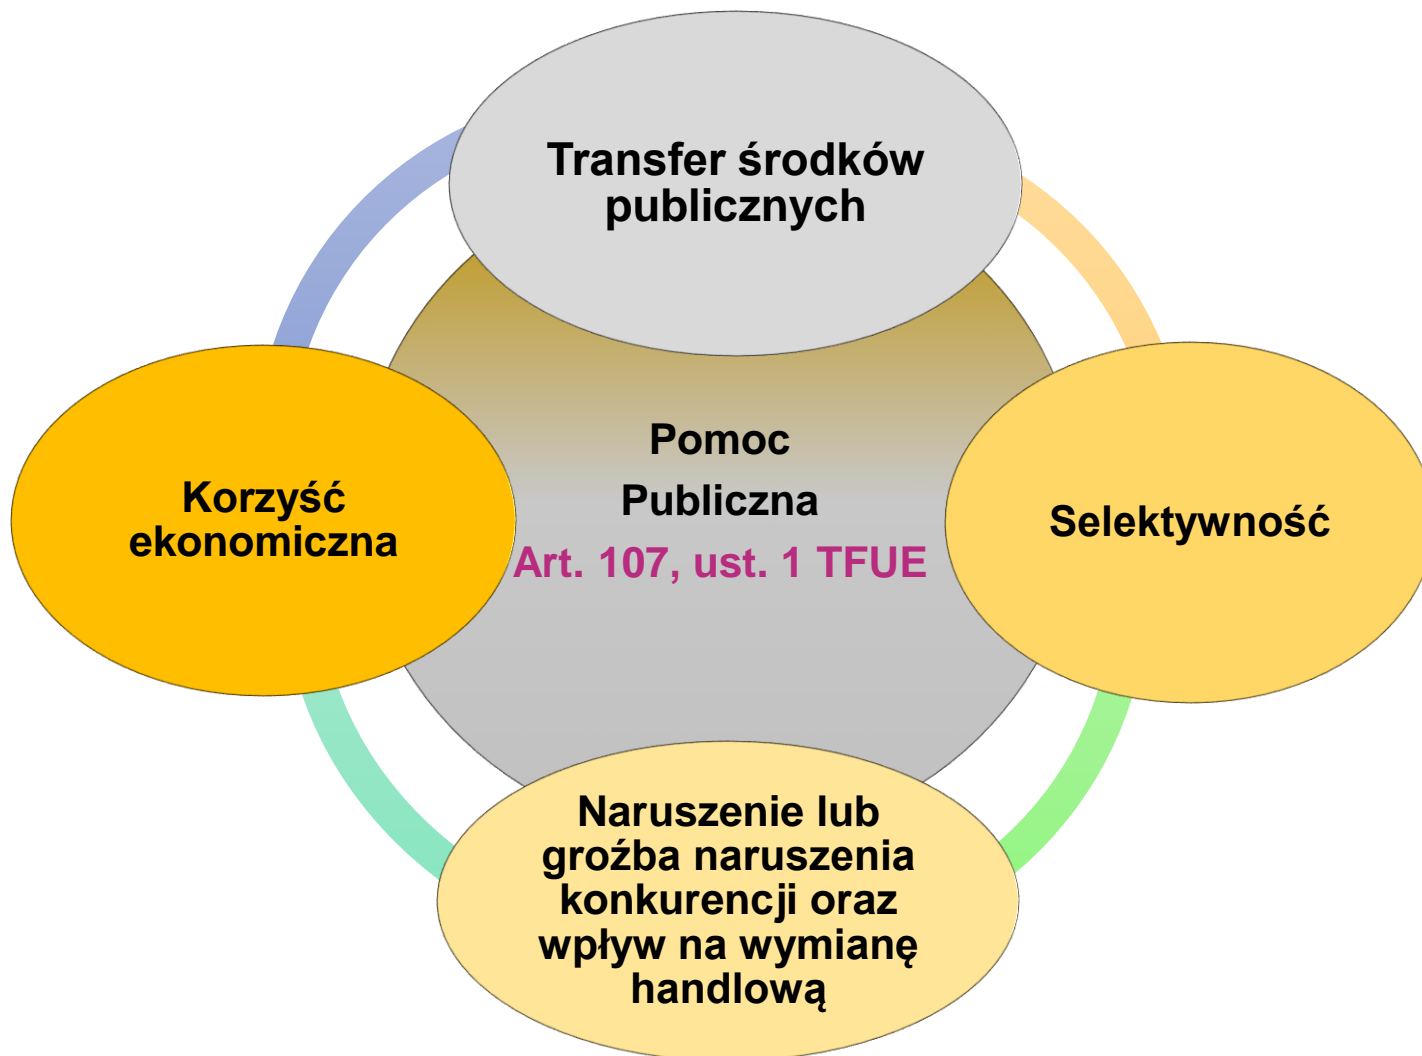 Transfer środków
publicznych
Pomoc
Publiczna
Art. 107, ust. 1 TFUE
Korzyść
ekonomiczna
Selektywność
Naruszenie lub
groźba naruszenia
konkurencji oraz
wpływ na wymianę
handlową